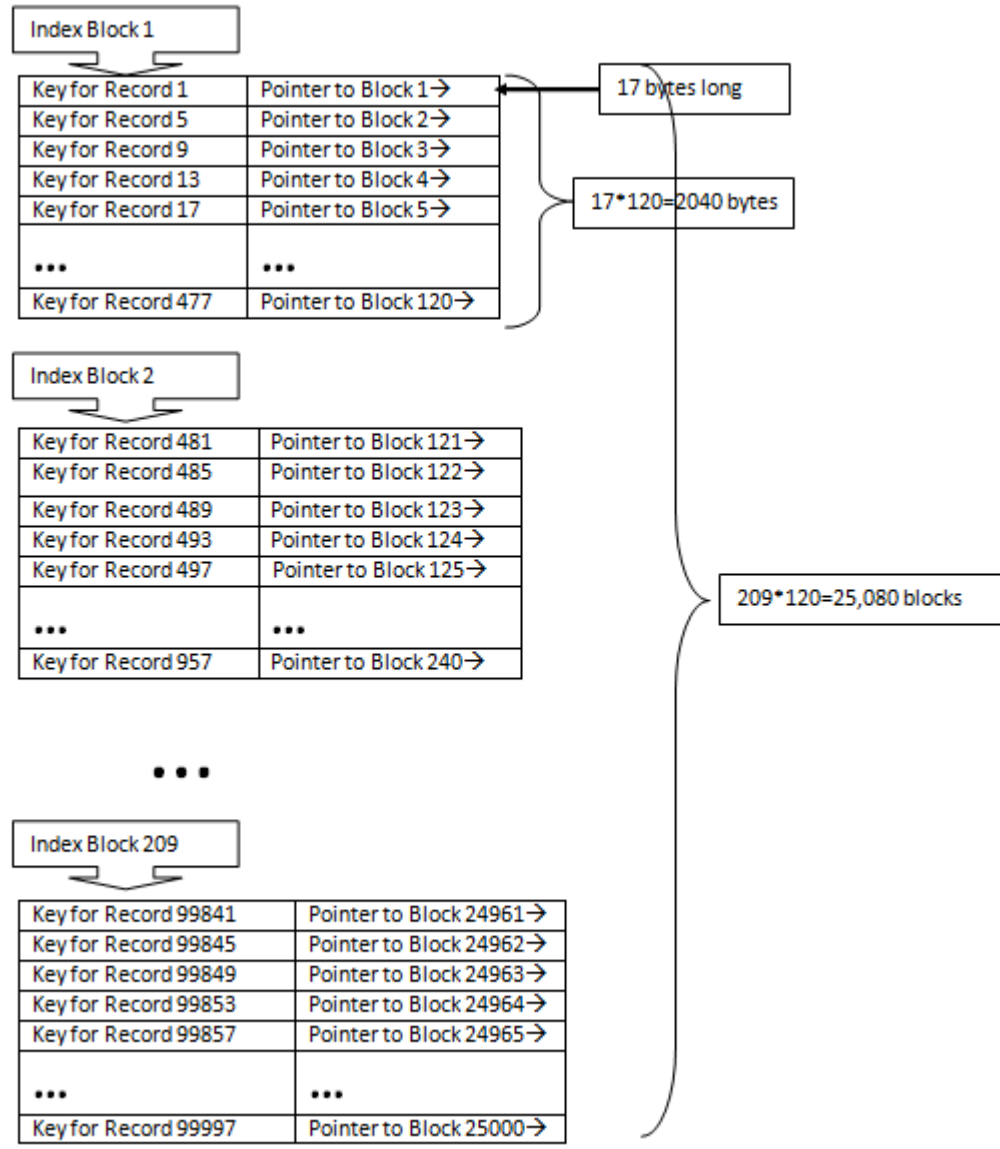 Index Block 1
Key for Record 1 Pointer to Block 1→ 17 bytes long
Key for Record 5 Pointer to Block 2→
Key for Record 9 Pointer to Block 3→
Key for Record 13 Pointer to Block 4→
Key for Record 17 Pointer to Block 5→ 17*120=2040 bytes
... ...
Key for Record 477 Pointer to Block 120→
Index Block 2
Key for Record 481 Pointer to Block 121→
Key for Record 485 Pointer to Block 122→
Key for Record 489 Pointer to Block 123→
Key for Record 493 Pointer to Block 124→
Key for Record 497 Pointer to Block 125→
209*120=25,080 blocks
... ...
Key for Record 957 Pointer to Block 240→
...
Index Block 209
Key for Record 99841 Pointer to Block 24961→
Key for Record 99845 Pointer to Block 24962→
Key for Record 99849 Pointer to Block 24963→
Key for Record 99853 Pointer to Block 24964→
Key for Record 99857 Pointer to Block 24965→
... ...
Key for Record 99997 Pointer to Block 25000→